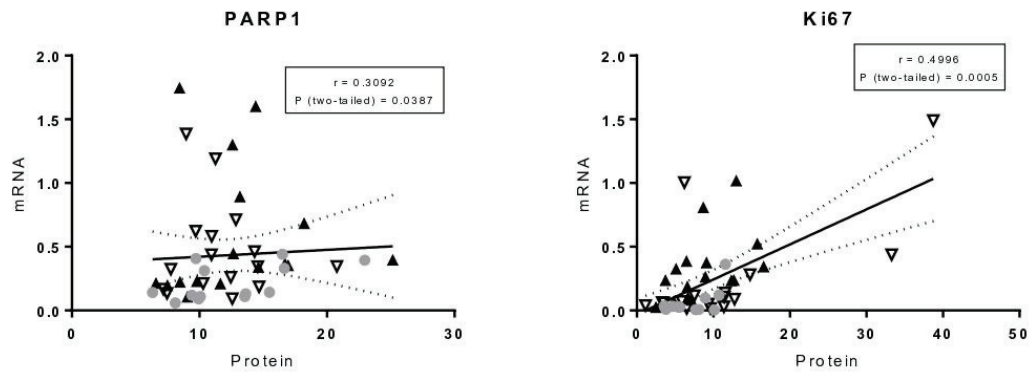 PARP1
r = 0.3092
P (two-tailed) = 0.0387
mRNA
2.0
1.5
1.0
0.5
0.0
0
10
20
30
Protein
Ki67
r = 0.4996
P (two-tailed) = 0.0005
mRNA
2.0
1.5
1.0
0.5
0.0
0
10
20
30
40
50
Protein